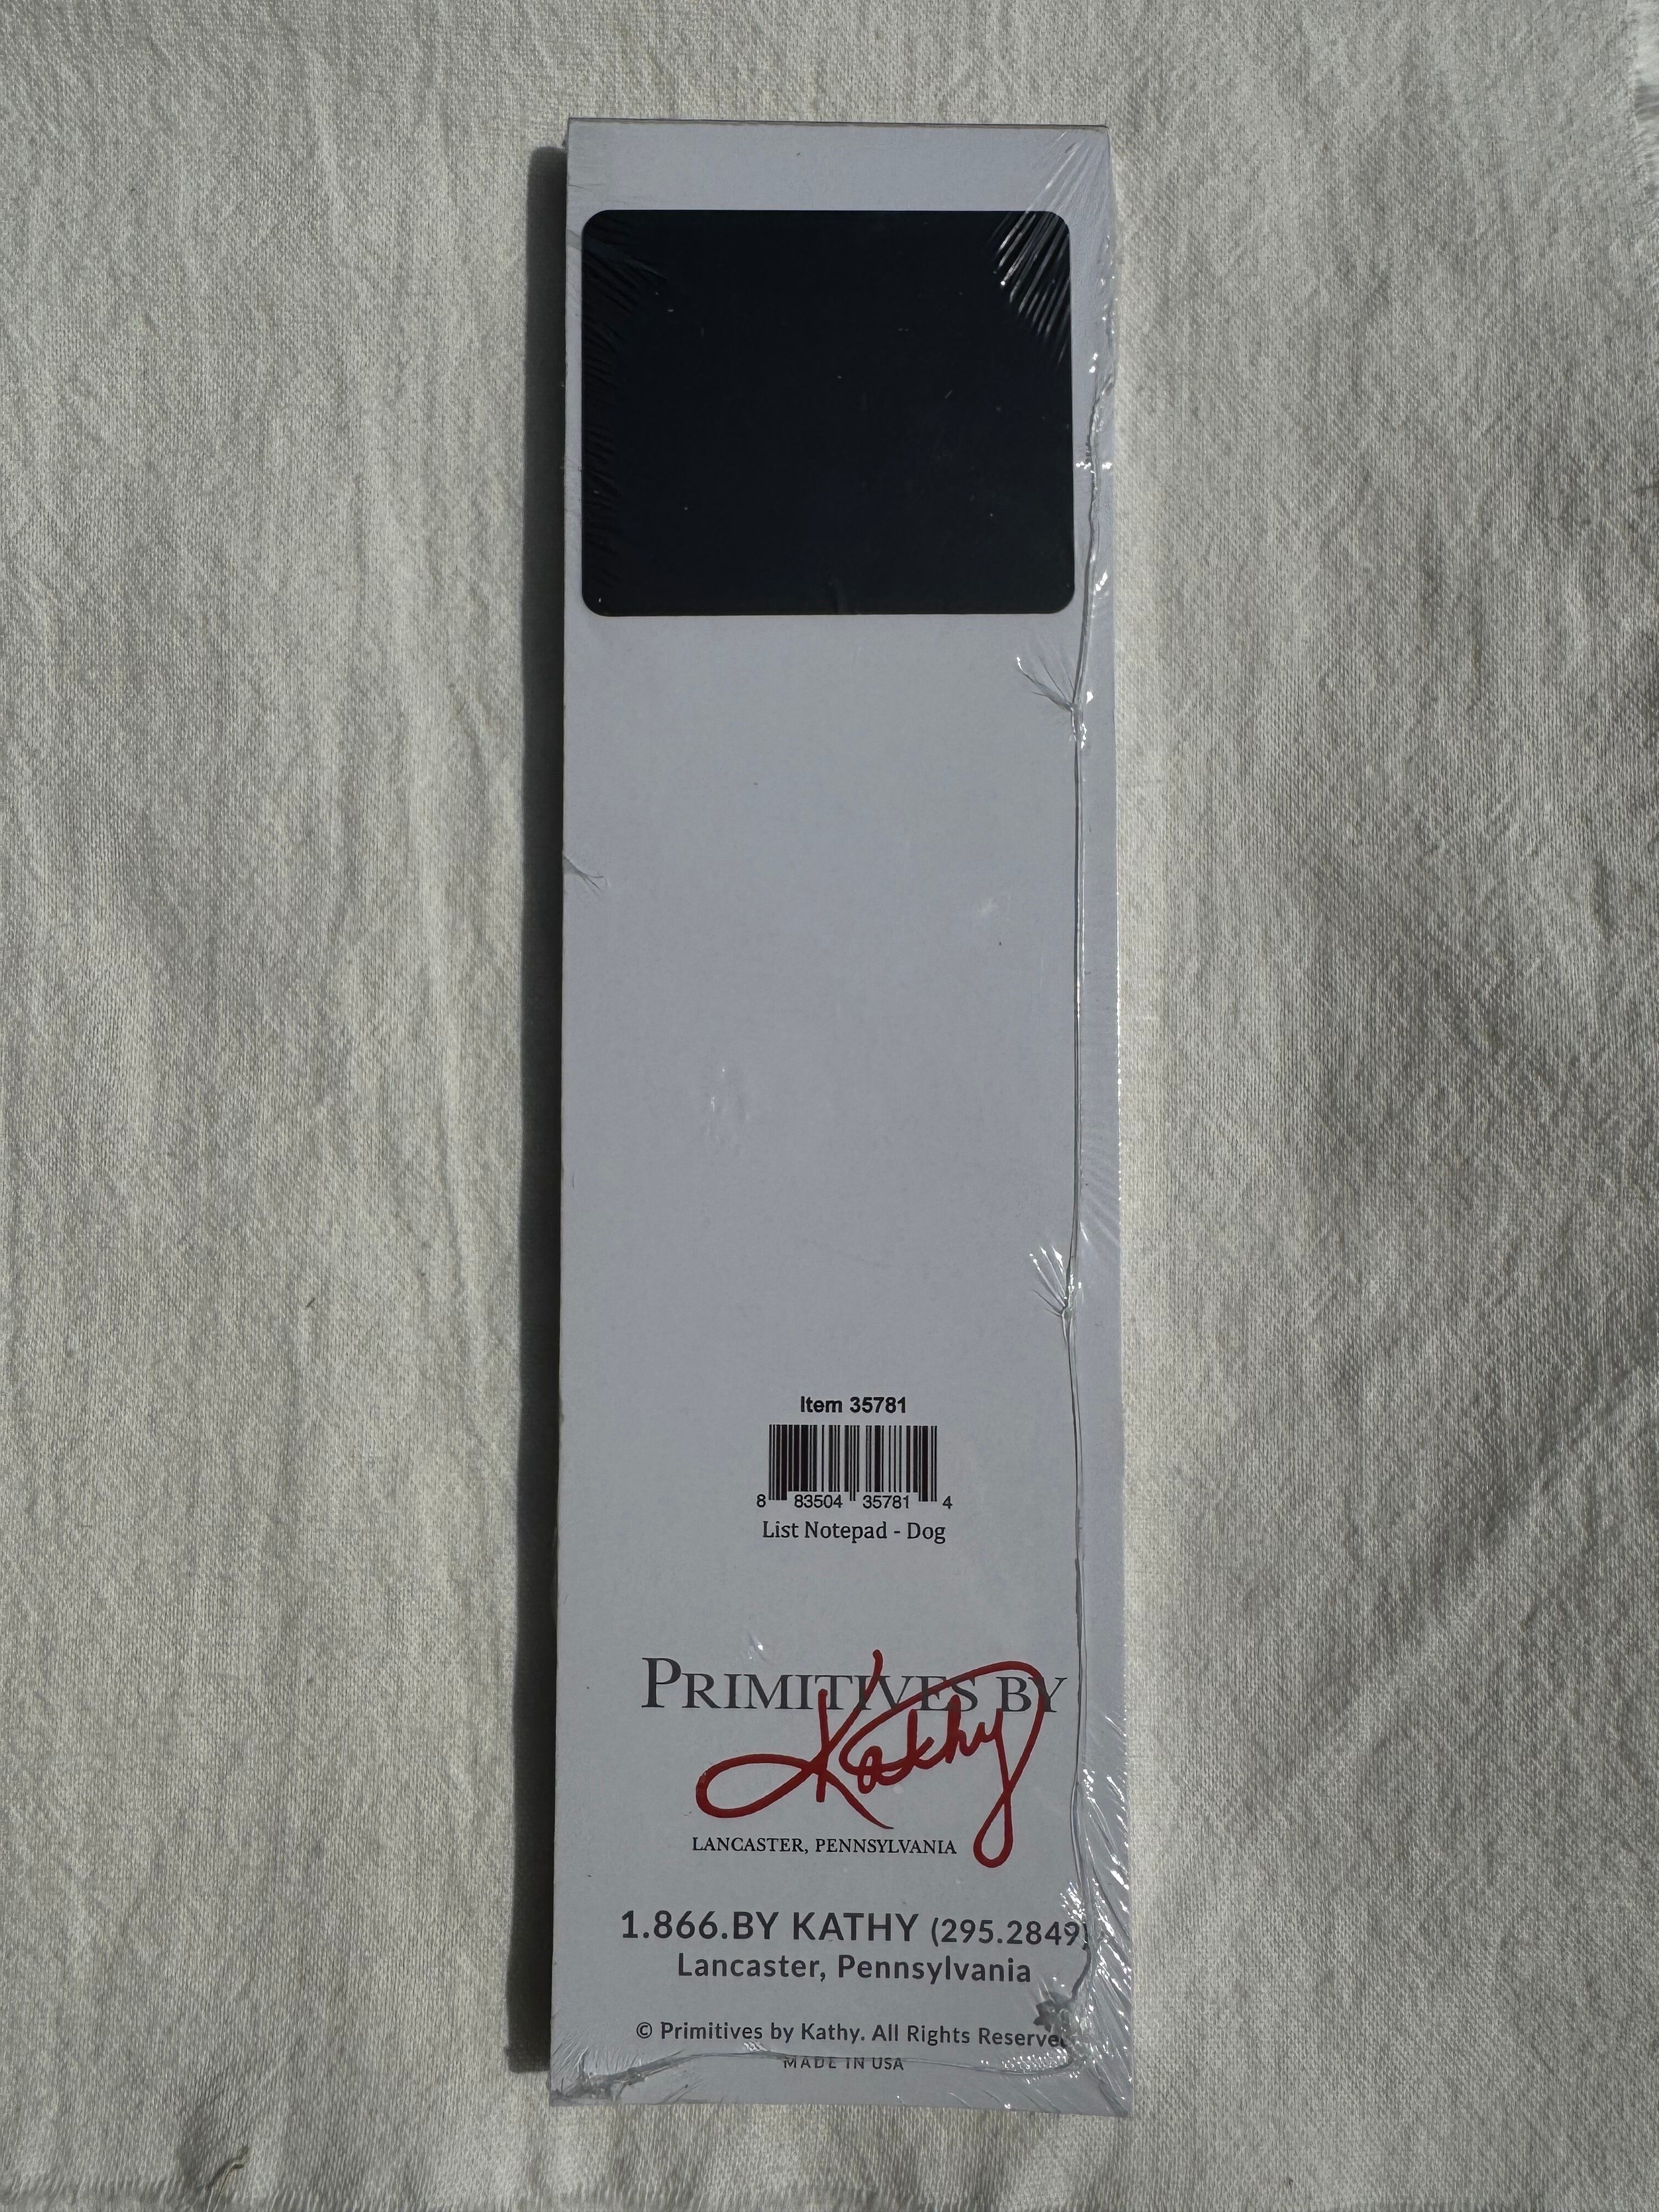 Item 35781
8 83504 35781 4
List Notepad - Dog
PRIMITIVES BY
Kathy
LANCASTER, PENNSYLVANIA
1.866.BY KATHY (295.2849)
Lancaster, Pennsylvania
© Primitives by Kathy. All Rights Reserved
MADE IN USA